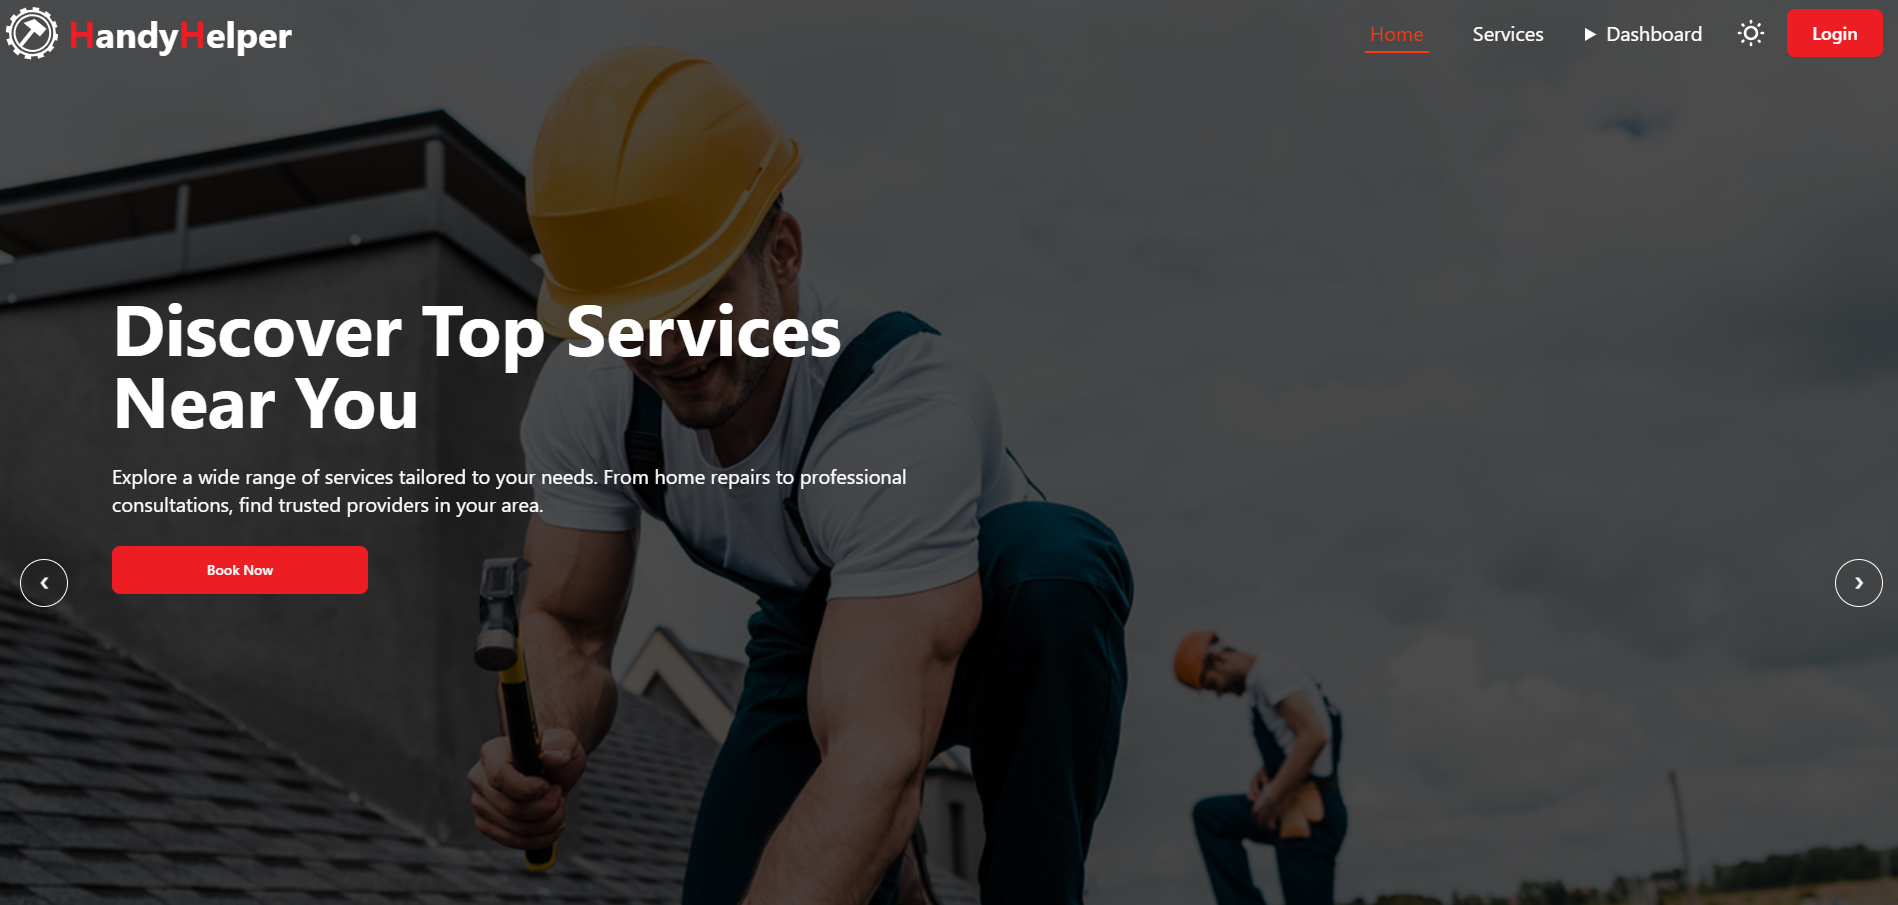 HandyHelper
Home
Services
Dashboard
Login
Discover Top Services
Near You
Explore a wide range of services tailored to your needs. From home repairs to professional
consultations, find trusted providers in your area.
Book Now